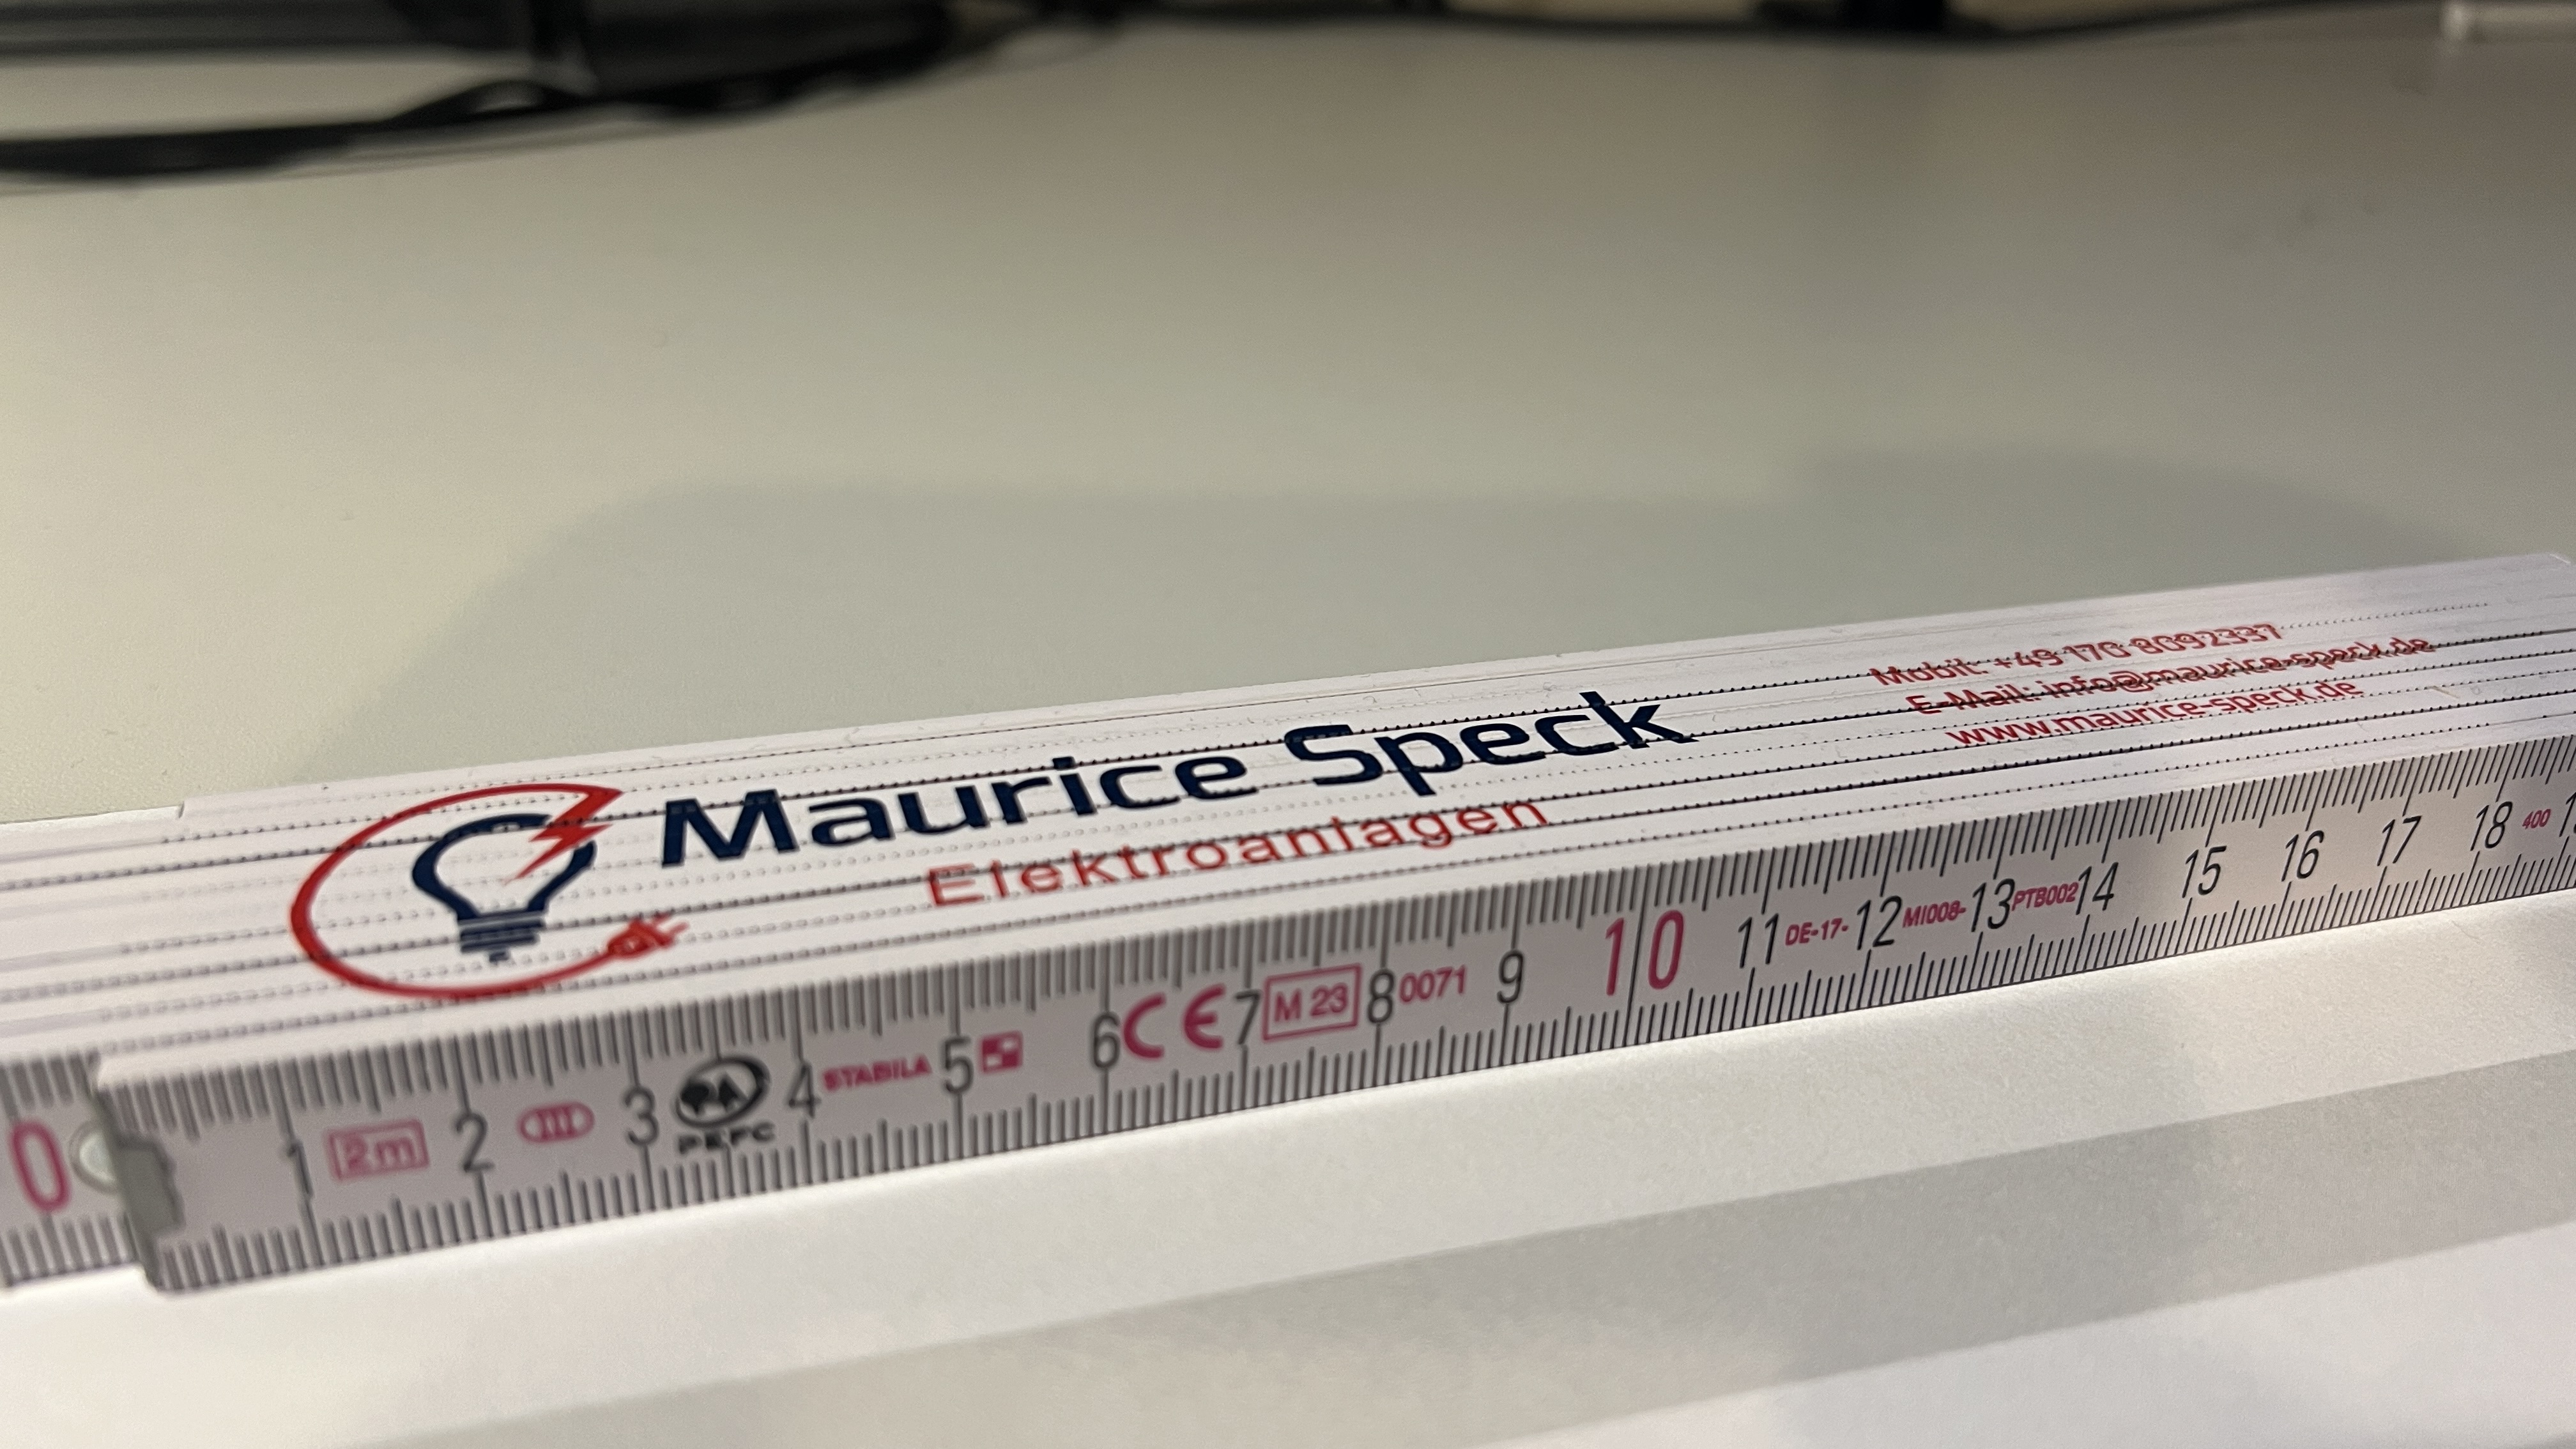 Maurice Speck
Elektroanlagen
Mobil: +49 170 8092337
E-Mail: info@maurice-speck.de
www.maurice-speck.de
0 1 2m 2 3 PEFC 4 STABILA 5 6 CE 7 M 23 8 0071 9 10 11 DE-17- 12 MI008- 13 PTB002 14 15 16 17 18 400